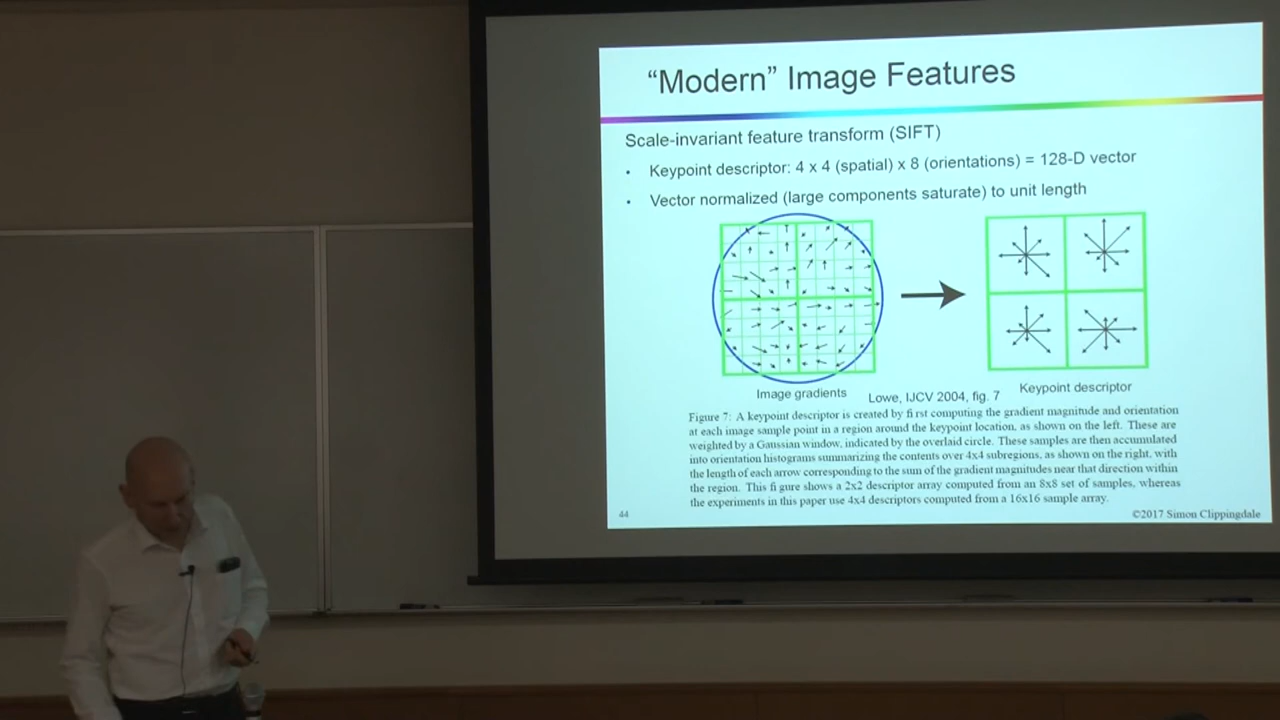 “Modern” Image Features
Scale-invariant feature transform (SIFT)
• Keypoint descriptor: 4 x 4 (spatial) x 8 (orientations) = 128-D vector
• Vector normalized (large components saturate) to unit length
Image gradients
Lowe, IJCV 2004, fig. 7
Keypoint descriptor
Figure 7: A keypoint descriptor is created by fi rst computing the gradient magnitude and orientation
at each image sample point in a region around the keypoint location, as shown on the left. These are
weighted by a Gaussian window, indicated by the overlaid circle. These samples are then accumulated
into orientation histograms summarizing the contents over 4x4 subregions, as shown on the right, with
the length of each arrow corresponding to the sum of the gradient magnitudes near that direction within
the region. This fi gure shows a 2x2 descriptor array computed from an 8x8 set of samples, whereas
the experiments in this paper use 4x4 descriptors computed from a 16x16 sample array.
44
©2017 Simon Clippingdale